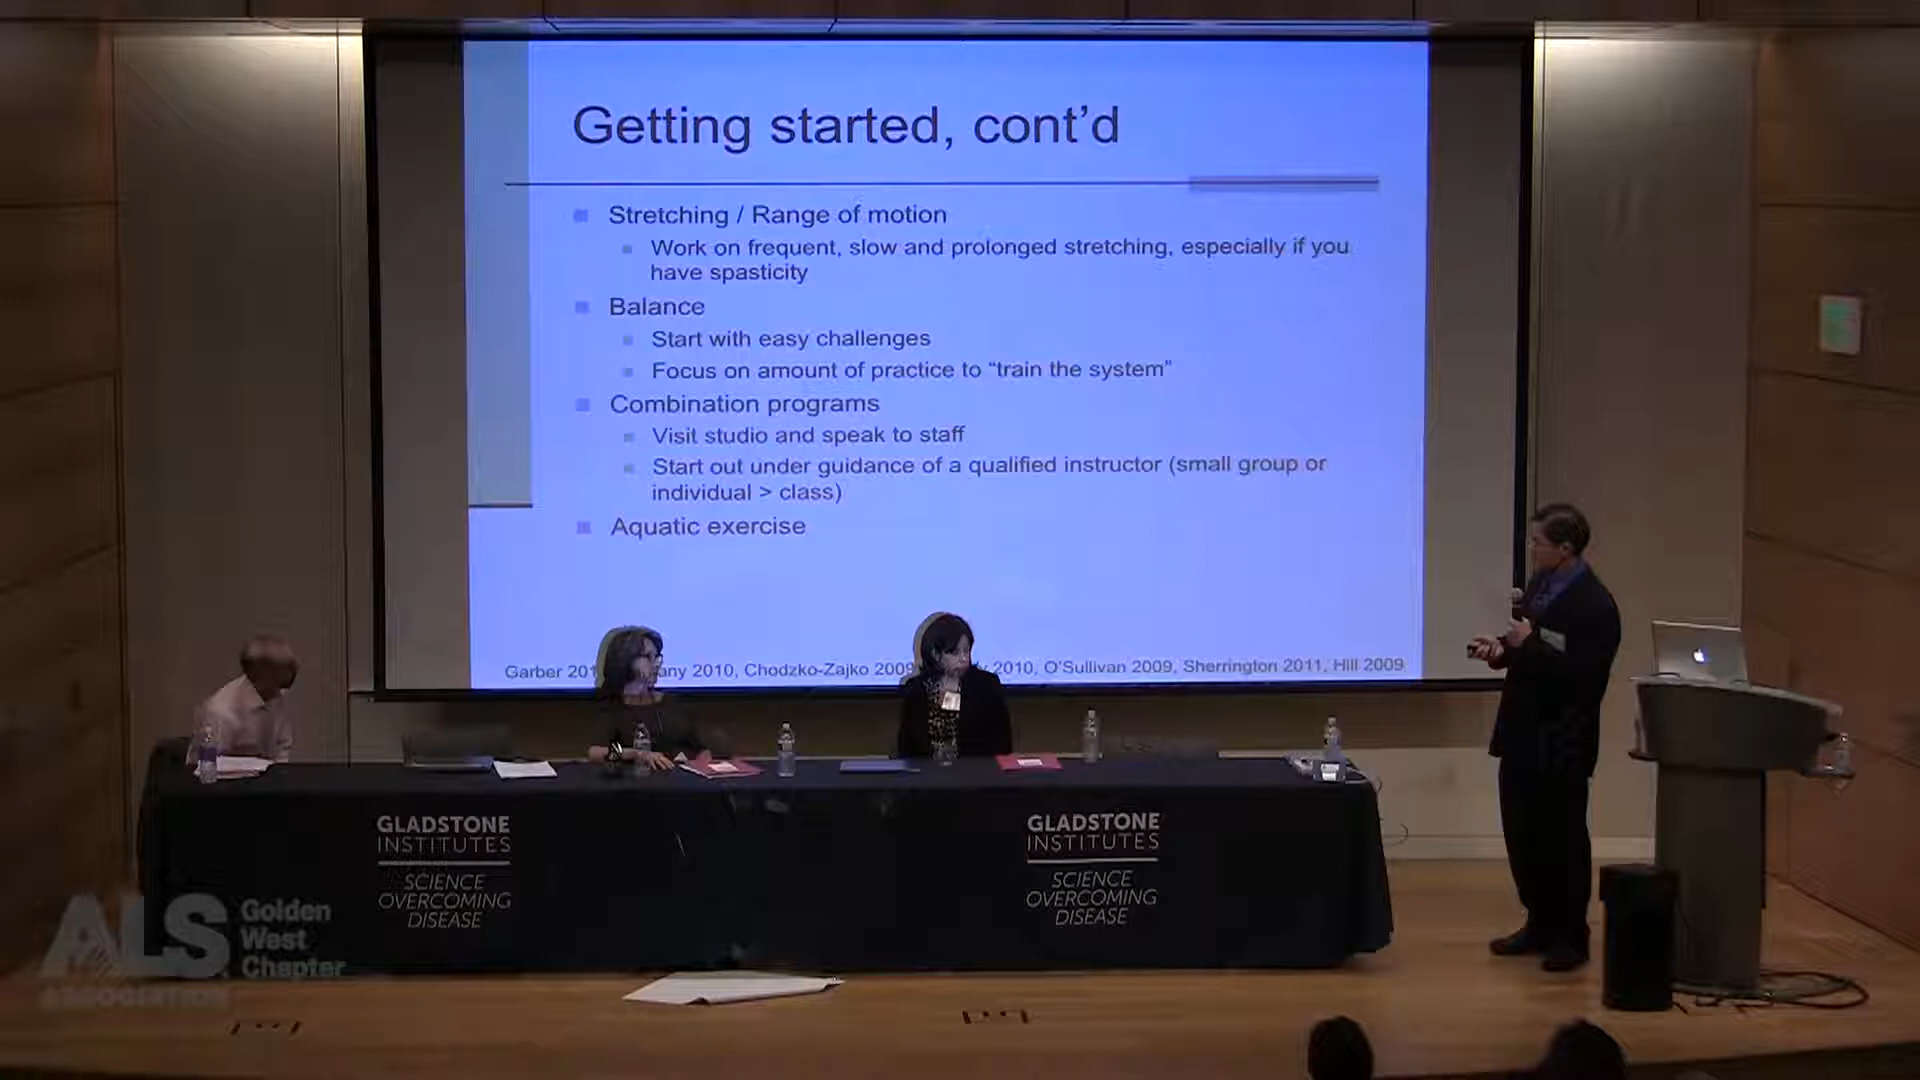 Getting started, cont'd
Stretching / Range of motion
Work on frequent, slow and prolonged stretching, especially if you
have spasticity
Balance
Start with easy challenges
Focus on amount of practice to “train the system”
Combination programs
Visit studio and speak to staff
Start out under guidance of a qualified instructor (small group or
individual > class)
Aquatic exercise
Garber 2010, Chodzko-Zajko 2009 2010, O'Sullivan 2009, Sherrington 2011, Hill 2009
GLADSTONE
INSTITUTES
SCIENCE
OVERCOMING
DISEASE
GLADSTONE
INSTITUTES
SCIENCE
OVERCOMING
DISEASE
ALS
ASSOCIATION
Golden
West
Chapter